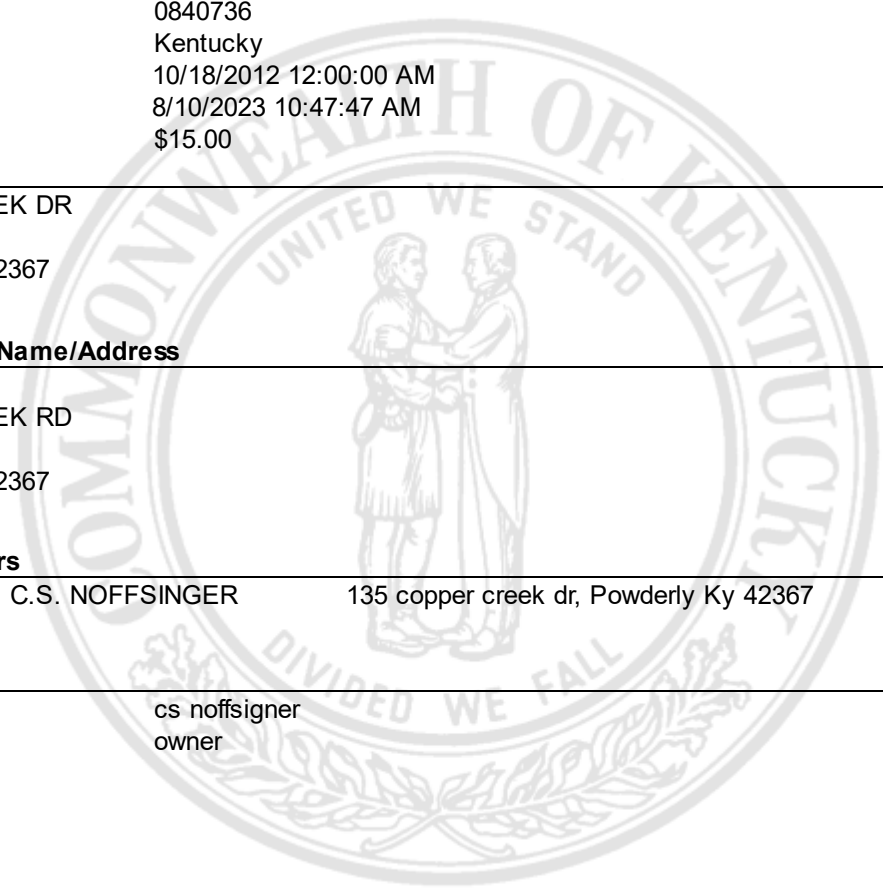 0840736
Kentucky
10/18/2012 12:00:00 AM
8/10/2023 10:47:47 AM
$15.00
EK DR
2367
Name/Address
EK RD
2367
rs
C.S. NOFFSINGER 135 copper creek dr, Powderly Ky 42367
cs noffsigner
owner
COMMONWEALTH OF KENTUCKY
UNITED WE STAND
DIVIDED WE FALL